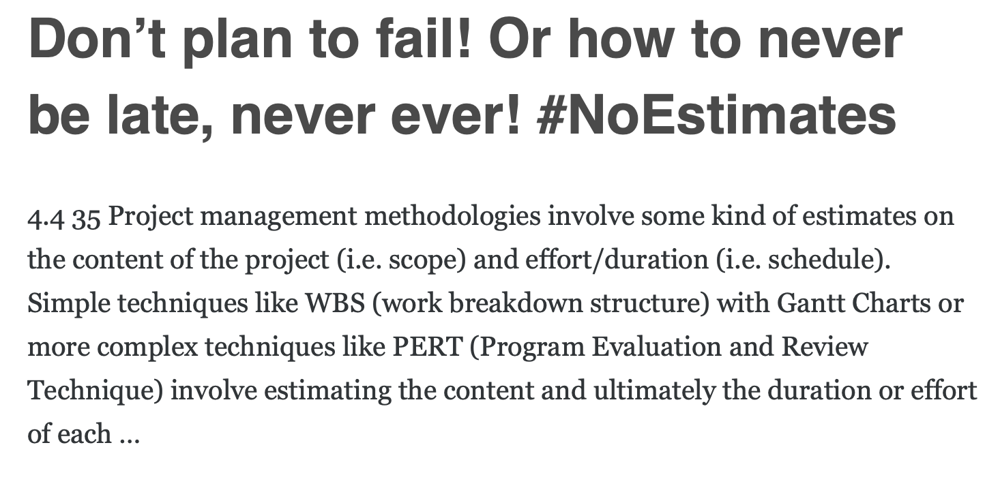 Don’t plan to fail! Or how to never
be late, never ever! #NoEstimates
4.4 35 Project management methodologies involve some kind of estimates on
the content of the project (i.e. scope) and effort/duration (i.e. schedule).
Simple techniques like WBS (work breakdown structure) with Gantt Charts or
more complex techniques like PERT (Program Evaluation and Review
Technique) involve estimating the content and ultimately the duration or effort
of each ...